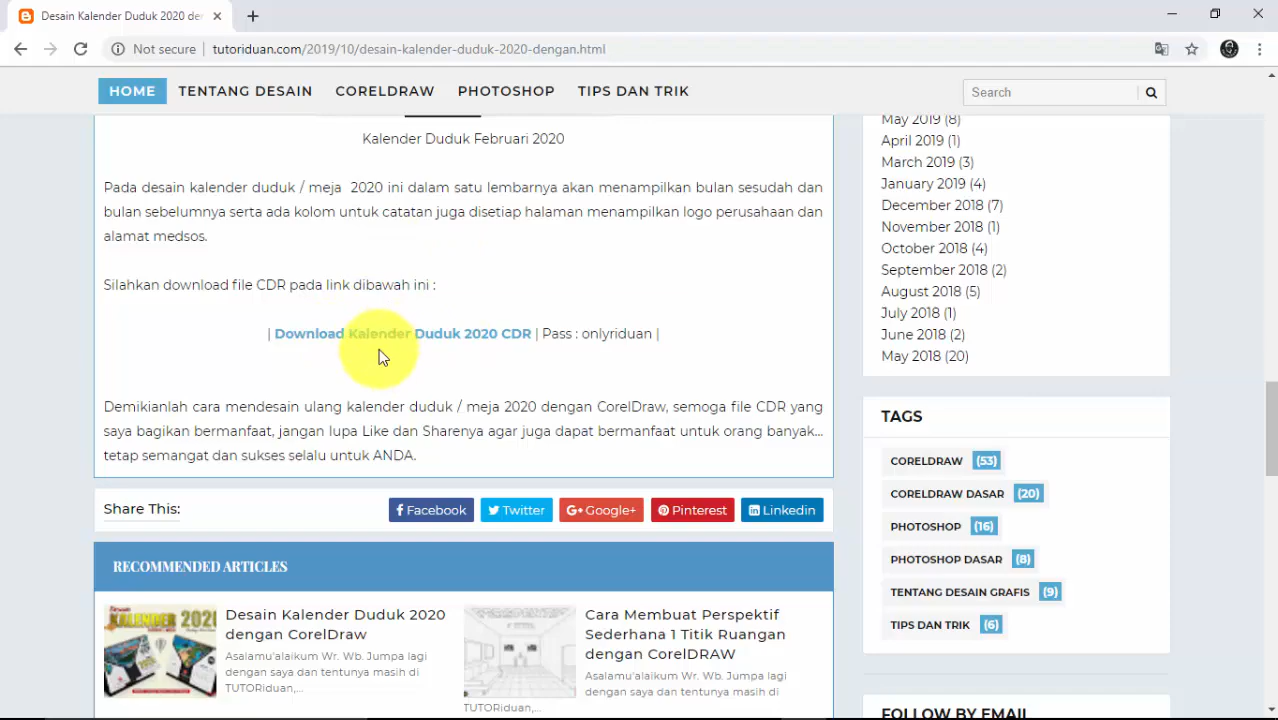 Desain Kalender Duduk 2020 de
Not secure | tutoriduan.com/2019/10/desain-kalender-duduk-2020-dengan.html
HOME TENTANG DESAIN CORELDRAW PHOTOSHOP TIPS DAN TRIK Search
Kalender Duduk Februari 2020
Pada desain kalender duduk / meja 2020 ini dalam satu lembarnya akan menampilkan bulan sesudah dan
bulan sebelumnya serta ada kolom untuk catatan juga disetiap halaman menampilkan logo perusahaan dan
alamat medsos.
Silahkan download file CDR pada link dibawah ini :
| Download Kalender Duduk 2020 CDR | Pass : onlyriduan |
Demikianlah cara mendesain ulang kalender duduk / meja 2020 dengan CorelDraw, semoga file CDR yang
saya bagikan bermanfaat, jangan lupa Like dan Sharenya agar juga dapat bermanfaat untuk orang banyak...
tetap semangat dan sukses selalu untuk ANDA.
Share This: Facebook Twitter Google+ Pinterest Linkedin
RECOMMENDED ARTICLES
KALENDER 2020
Desain Kalender Duduk 2020
dengan CorelDraw
Asalamu'alaikum Wr. Wb. Jumpa lagi
dengan saya dan tentunya masih di
TUTORiduan,...
Cara Membuat Perspektif
Sederhana 1 Titik Ruangan
dengan CorelDRAW
Asalamu'alaikum Wr. Wb. Jumpa lagi
dengan saya dan tentunya masih di
TUTORiduan,...
May 2019 (8)
April 2019 (1)
March 2019 (3)
January 2019 (4)
December 2018 (7)
November 2018 (1)
October 2018 (4)
September 2018 (2)
August 2018 (5)
July 2018 (1)
June 2018 (2)
May 2018 (20)
TAGS
CORELDRAW (53)
CORELDRAW DASAR (20)
PHOTOSHOP (16)
PHOTOSHOP DASAR (8)
TENTANG DESAIN GRAFIS (9)
TIPS DAN TRIK (6)
FOLLOW BY EMAIL